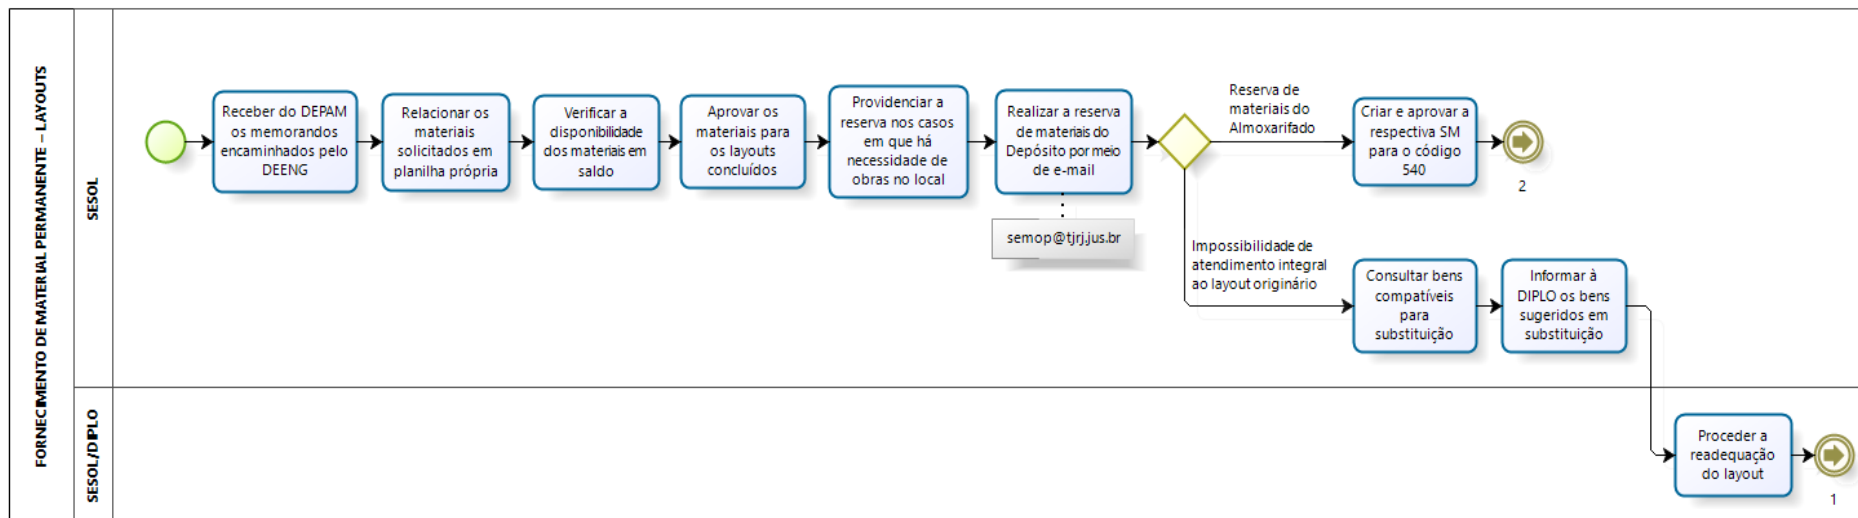 FORNECIMENTO DE MATERIAL PERMANENTE – LAYOUTS
SESOL
Receber do DEPAM
os memorandos
encaminhados pelo
DEENG
Relacionar os
materiais
solicitados em
planilha própria
Verificar a
disponibilidade
dos materiais em
saldo
Aprovar os
materiais para
os layouts
concluídos
Providenciar a
reserva nos casos
em que há
necessidade de
obras no local
Realizar a reserva
de materiais do
Depósito por meio
de e-mail
semop@tjrj.jus.br
Reserva de
materiais do
Almoxarifado
Criar e aprovar a
respectiva SM
para o código
540
2
Impossibilidade de
atendimento integral
ao layout originário
Consultar bens
compatíveis
para
substituição
Informar à
DIPLO os bens
sugeridos em
substituição
SESOL/DIPLO
Proceder a
readequação
do layout
1